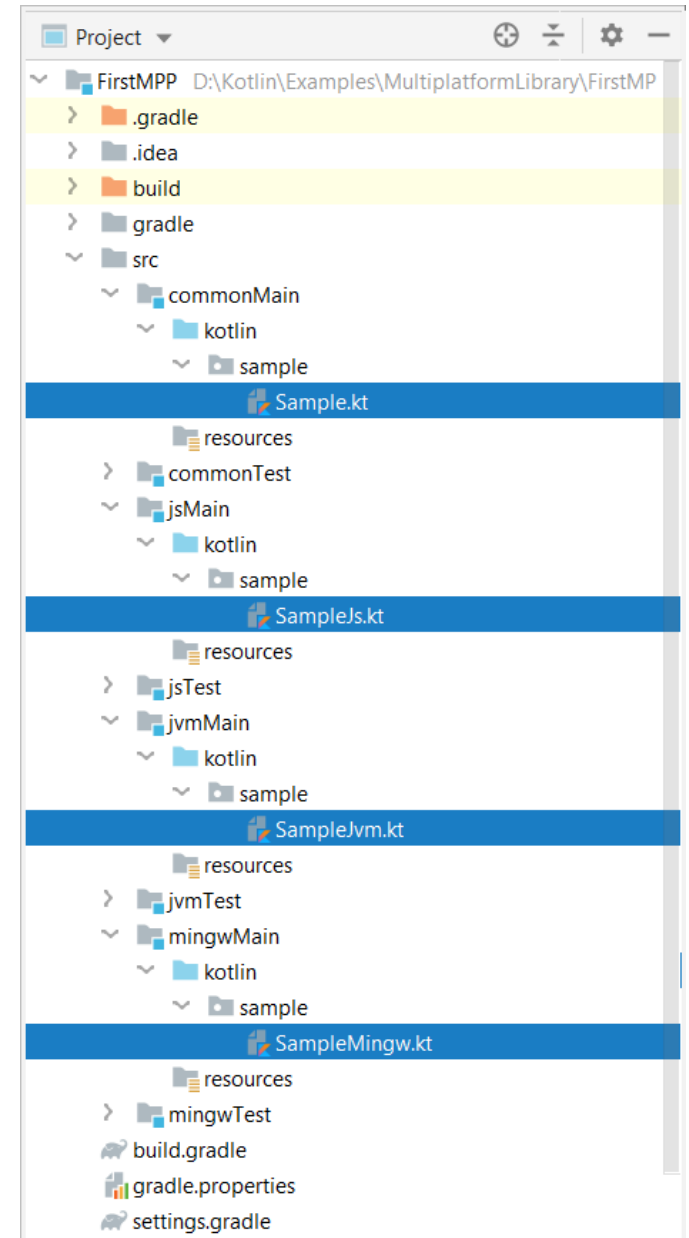 Project
FirstMPP D:\Kotlin\Examples\MultiplatformLibrary\FirstMP
.gradle
.idea
build
gradle
src
commonMain
kotlin
sample
Sample.kt
resources
commonTest
jsMain
kotlin
sample
SampleJs.kt
resources
jsTest
jvmMain
kotlin
sample
SampleJvm.kt
resources
jvmTest
mingwMain
kotlin
sample
SampleMingw.kt
resources
mingwTest
build.gradle
gradle.properties
settings.gradle